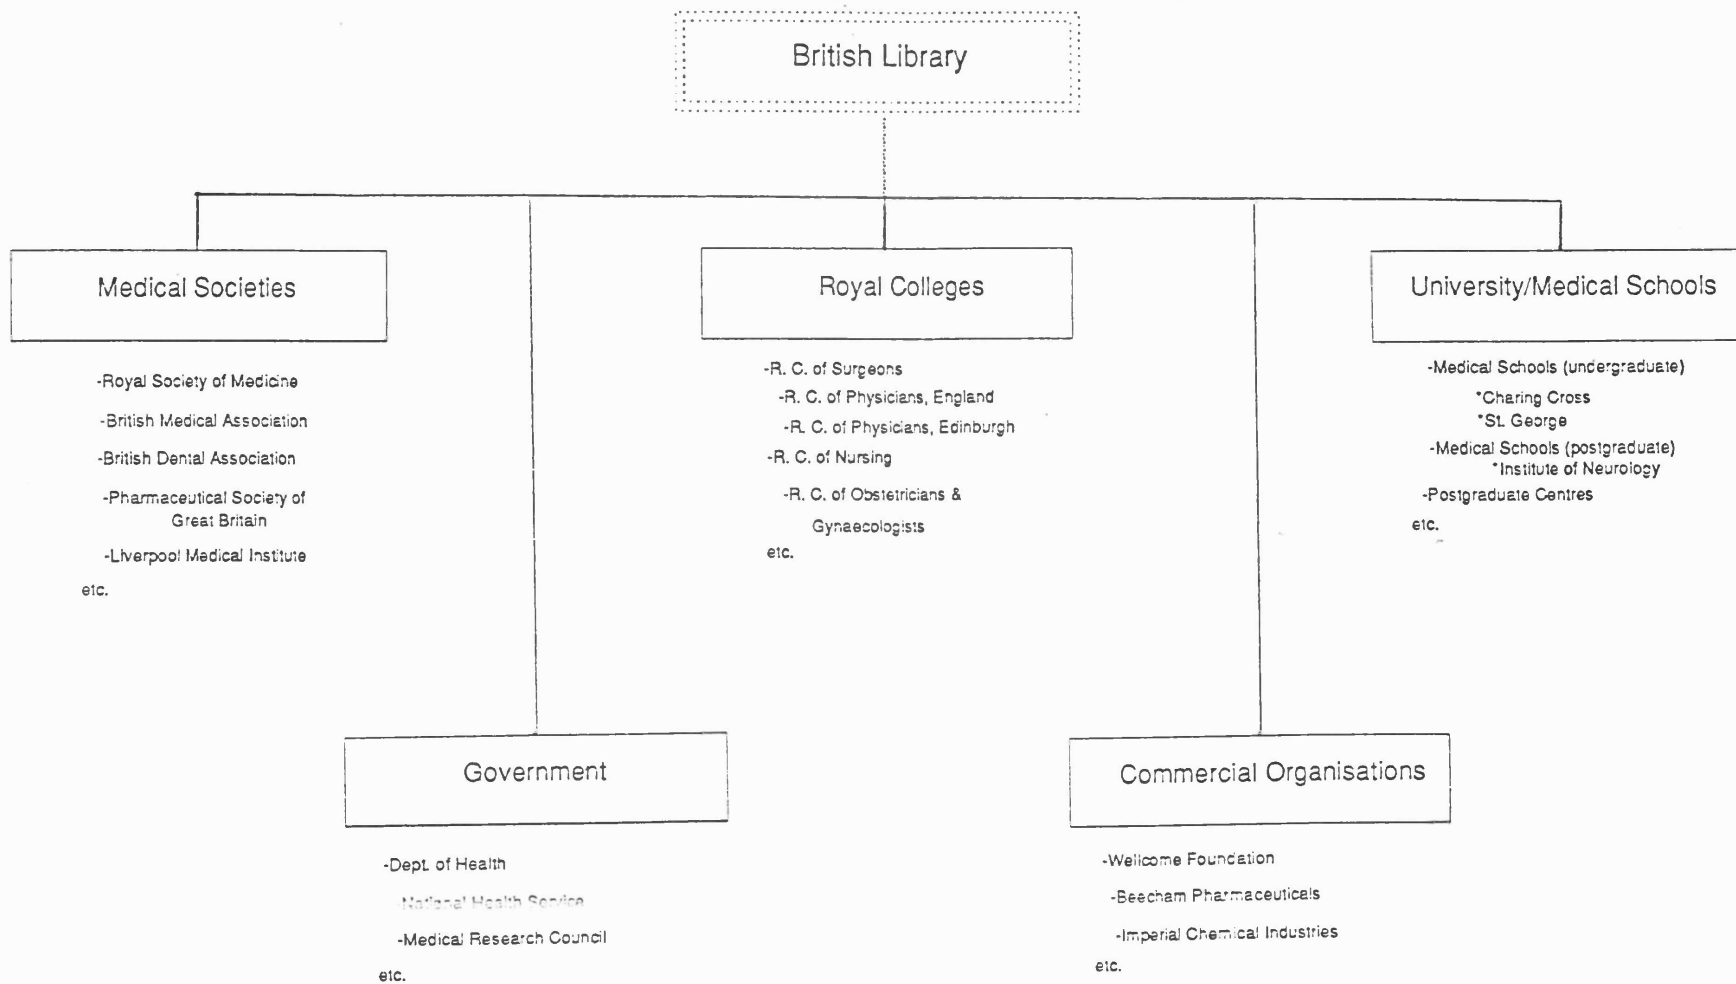 British Library
Medical Societies
-Royal Society of Medicine
-British Medical Association
-British Dental Association
-Pharmaceutical Society of
Great Britain
-Liverpool Medical Institute
etc.
Royal Colleges
-R. C. of Surgeons
-R. C. of Physicians, England
-R. C. of Physicians, Edinburgh
-R. C. of Nursing
-R. C. of Obstetricians &
Gynaecologists
etc.
University/Medical Schools
-Medical Schools (undergraduate)
*Charing Cross
*St. George
-Medical Schools (postgraduate)
*Institute of Neurology
-Postgraduate Centres
etc.
Government
-Dept. of Health
-National Health Service
-Medical Research Council
etc.
Commercial Organisations
-Wellcome Foundation
-Beecham Pharmaceuticals
-Imperial Chemical Industries
etc.